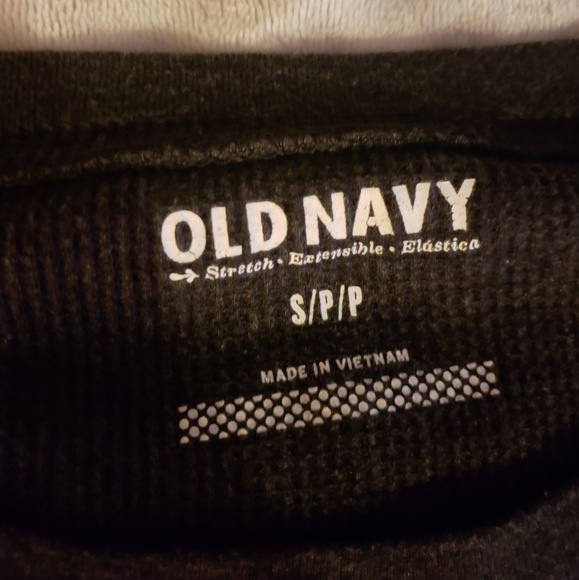 OLD NAVY
Stretch · Extensible · Elástica
S/P/P
MADE IN VIETNAM